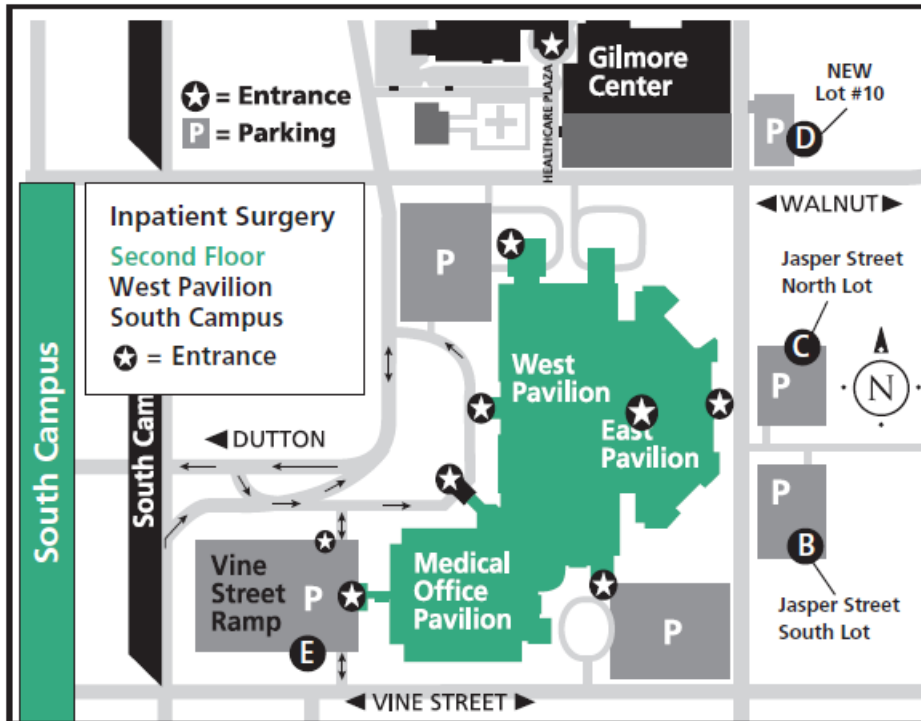 Gilmore
Center
HEALTHCARE PLAZA
= Entrance
P = Parking
NEW
Lot #10
P
D
WALNUT
Inpatient Surgery
Second Floor
West Pavilion
South Campus
= Entrance
P
Jasper Street
North Lot
C
P
N
West
Pavilion
East
Pavilion
DUTTON
South Campus
South Cam
P
B
Jasper Street
South Lot
Vine
Street
Ramp
P
E
Medical
Office
Pavilion
P
VINE STREET